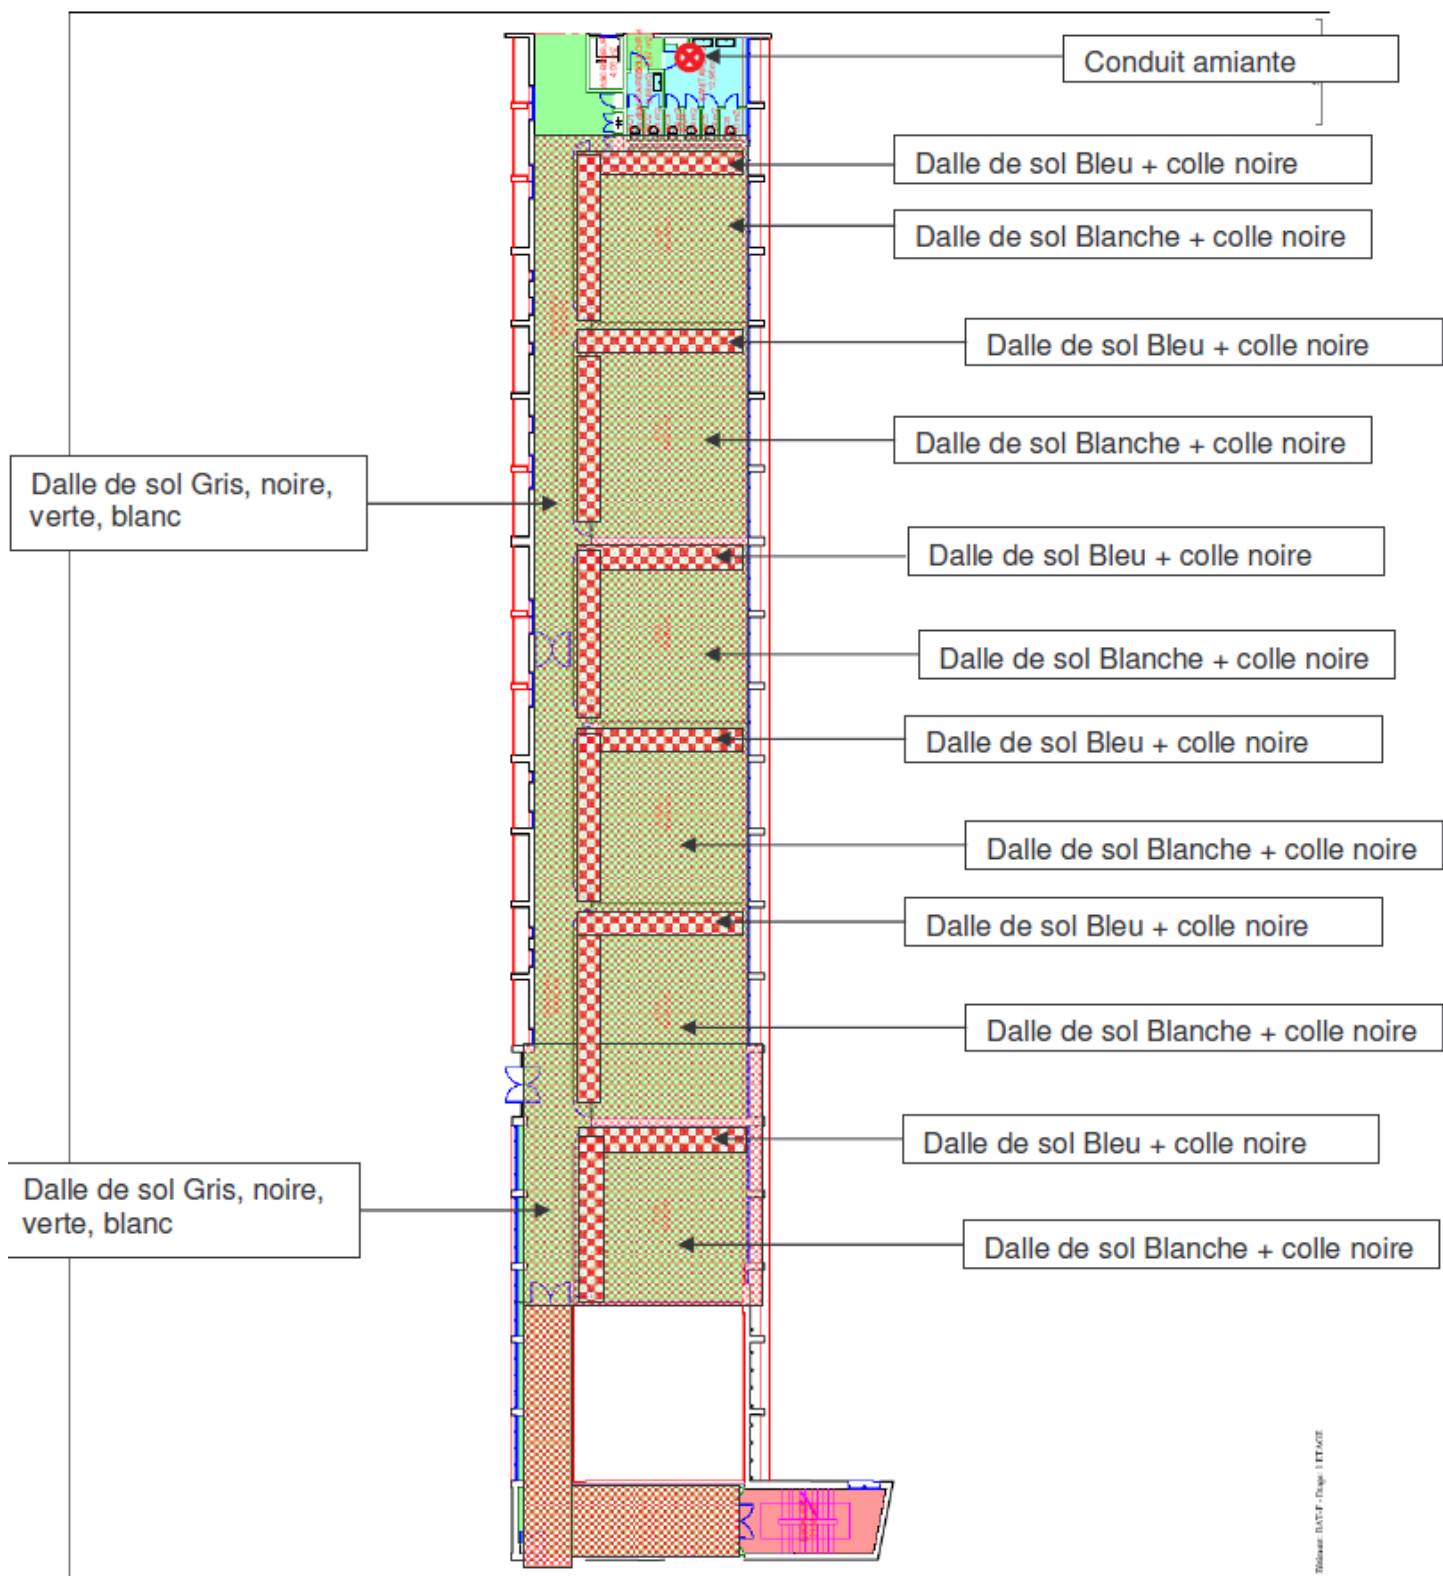 Conduit amiante
Dalle de sol Bleu + colle noire
Dalle de sol Blanche + colle noire
Dalle de sol Bleu + colle noire
Dalle de sol Blanche + colle noire
Dalle de sol Gris, noire,
verte, blanc
Dalle de sol Bleu + colle noire
Dalle de sol Blanche + colle noire
Dalle de sol Bleu + colle noire
Dalle de sol Blanche + colle noire
Dalle de sol Bleu + colle noire
Dalle de sol Blanche + colle noire
Dalle de sol Bleu + colle noire
Dalle de sol Gris, noire,
verte, blanc
Dalle de sol Blanche + colle noire